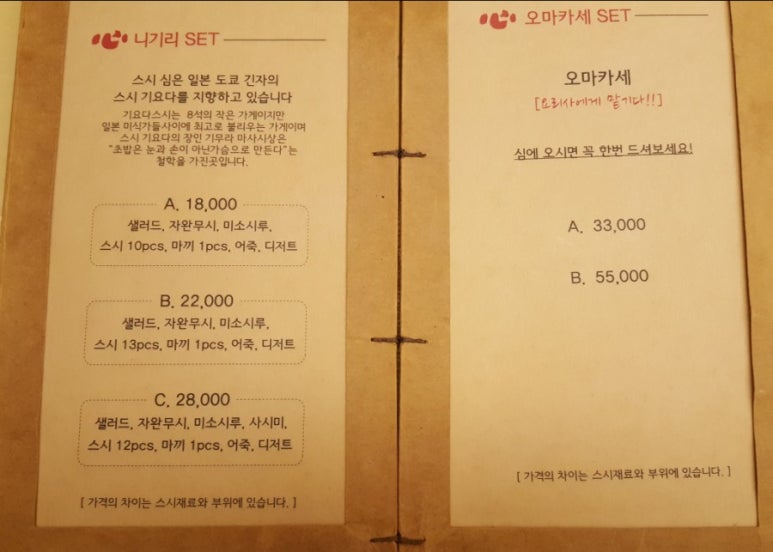 心 니기리 SET
스시 심은 일본 도쿄 긴자의
스시 기요다를 지향하고 있습니다
기요다스시는 8석의 작은 가게이지만
일본 미식가들사이에 최고로 불리우는 가게이며
스시 기요다의 장인 기무라 마사시상은
"초밥은 눈과 손이 아닌가슴으로 만든다"는
철학을 가진곳입니다.
A. 18,000
샐러드, 자완무시, 미소시루,
스시 10pcs, 마끼 1pcs, 어죽, 디저트
B. 22,000
샐러드, 자완무시, 미소시루,
스시 13pcs, 마끼 1pcs, 어죽, 디저트
C. 28,000
샐러드, 자완무시, 미소시루, 사시미,
스시 12pcs, 마끼 1pcs, 어죽, 디저트
[ 가격의 차이는 스시재료와 부위에 있습니다. ]
心 오마카세 SET
오마카세
[요리사에게 맡기다!!]
심에 오시면 꼭 한번 드셔보세요!
A. 33,000
B. 55,000
[ 가격의 차이는 스시재료와 부위에 있습니다. ]